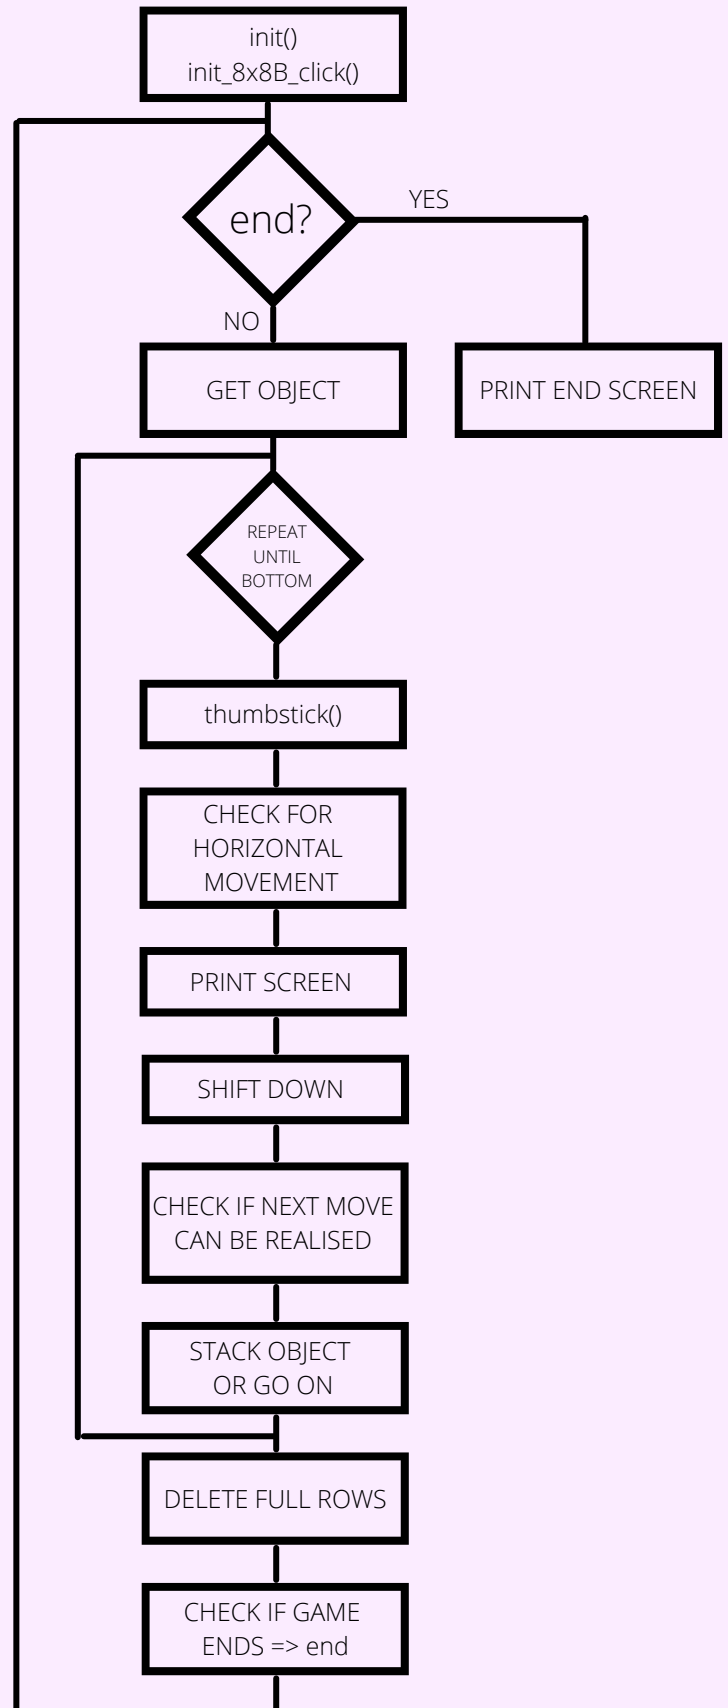 init()
init_8x8B_click()
end?
YES
NO
GET OBJECT
PRINT END SCREEN
REPEAT
UNTIL
BOTTOM
thumbstick()
CHECK FOR
HORIZONTAL
MOVEMENT
PRINT SCREEN
SHIFT DOWN
CHECK IF NEXT MOVE
CAN BE REALISED
STACK OBJECT
OR GO ON
DELETE FULL ROWS
CHECK IF GAME
ENDS => end